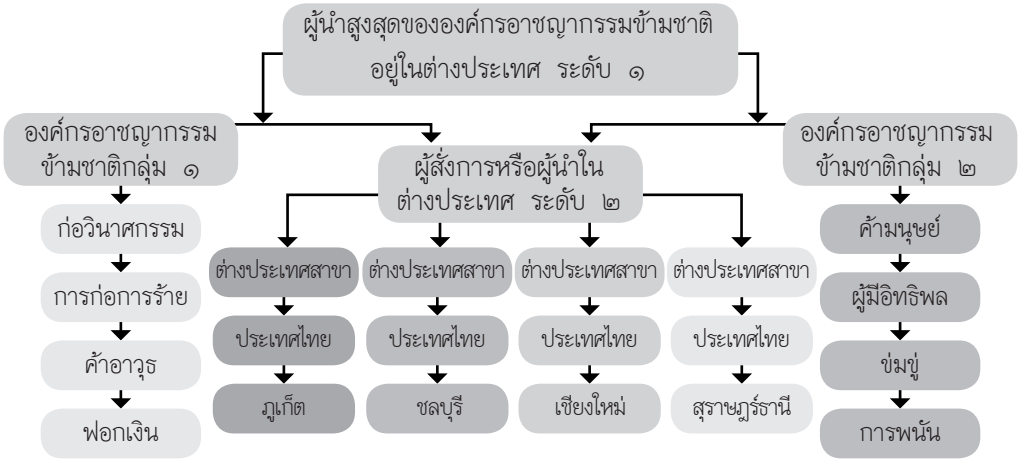 ผู้นำสูงสุดขององค์กรอาชญากรรมข้ามชาติ
อยู่ในต่างประเทศ ระดับ ๑
องค์กรอาชญากรรม
ข้ามชาติกลุ่ม ๑
ผู้สั่งการหรือผู้นำใน
ต่างประเทศ ระดับ ๒
องค์กรอาชญากรรม
ข้ามชาติกลุ่ม ๒
ก่อวินาศกรรม
การก่อการร้าย
ค้าอาวุธ
ฟอกเงิน
ต่างประเทศสาขา
ประเทศไทย
ภูเก็ต
ต่างประเทศสาขา
ประเทศไทย
ชลบุรี
ต่างประเทศสาขา
ประเทศไทย
เชียงใหม่
ต่างประเทศสาขา
ประเทศไทย
สุราษฎร์ธานี
ค้ามนุษย์
ผู้มีอิทธิพล
ข่มขู่
การพนัน